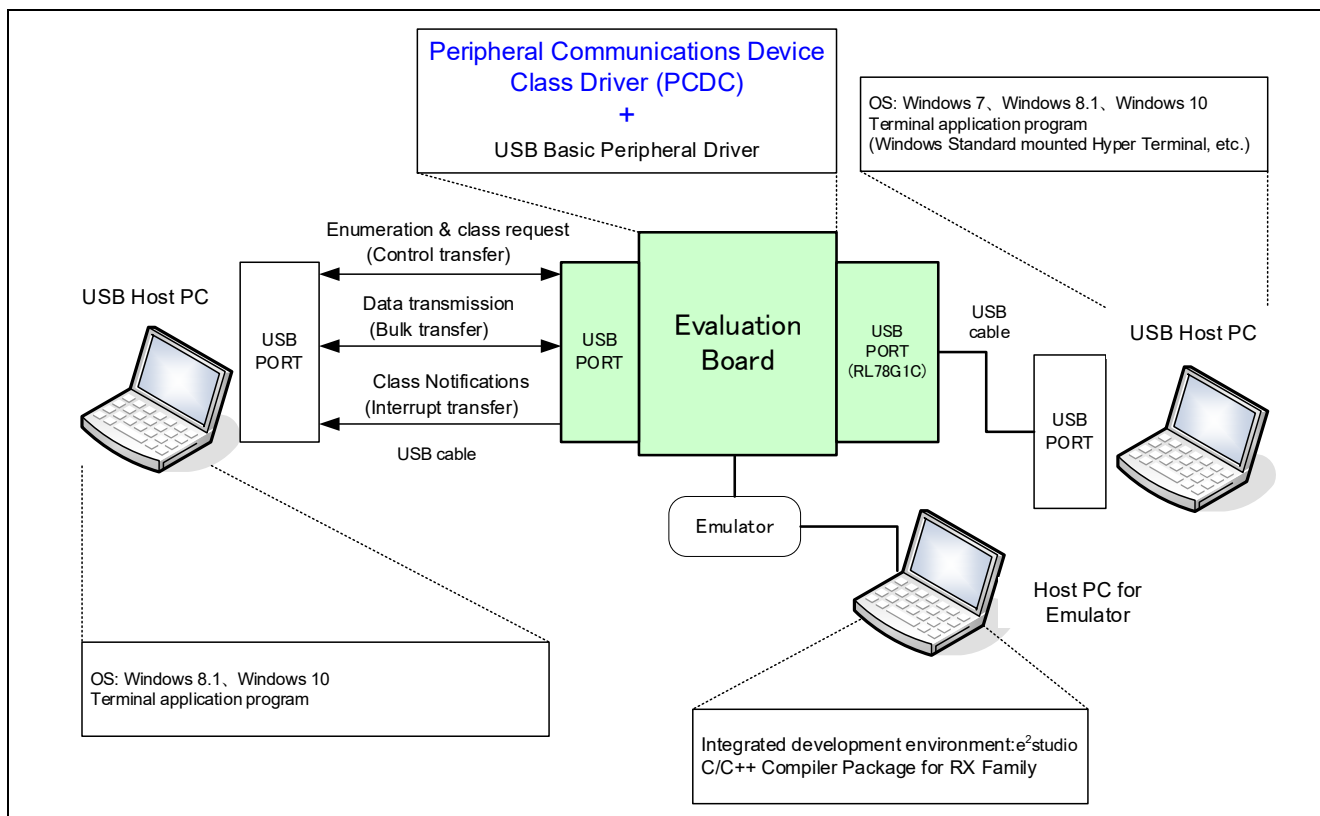 Peripheral Communications Device
Class Driver (PCDC)
+
USB Basic Peripheral Driver
OS: Windows 7、Windows 8.1、Windows 10
Terminal application program
(Windows Standard mounted Hyper Terminal, etc.)
Enumeration & class request
(Control transfer)
USB Host PC
USB
PORT
Data transmission
(Bulk transfer)
Class Notifications
(Interrupt transfer)
USB cable
USB
PORT
Evaluation
Board
USB
PORT
(RL78G1C)
USB
cable
USB Host PC
USB
PORT
Emulator
Host PC for
Emulator
OS: Windows 8.1、Windows 10
Terminal application program
Integrated development environment:e²studio
C/C++ Compiler Package for RX Family